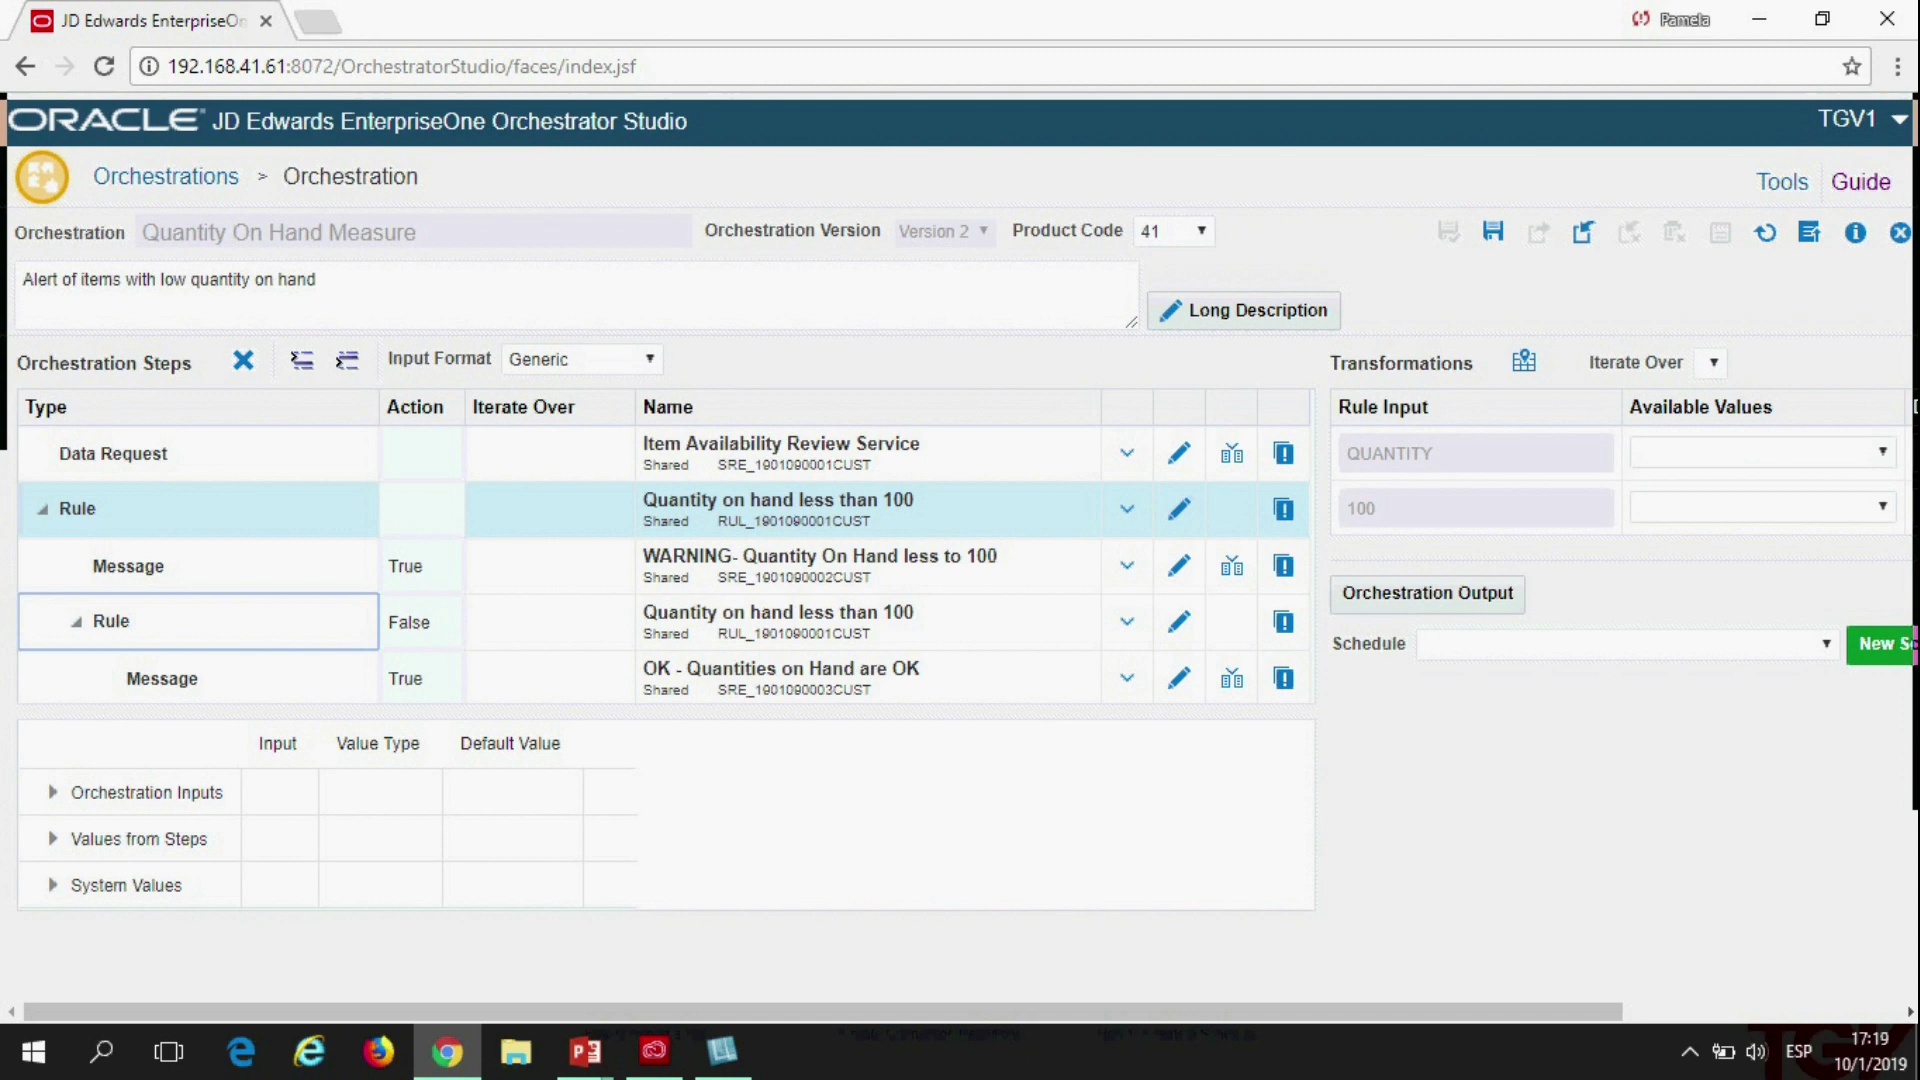 JD Edwards EnterpriseOn
Pamela
192.168.41.61:8072/OrchestratorStudio/faces/index.jsf
ORACLE JD Edwards EnterpriseOne Orchestrator Studio
TGV1
Orchestrations > Orchestration
Tools Guide
Orchestration Quantity On Hand Measure Orchestration Version Version 2 Product Code 41
Alert of items with low quantity on hand
Long Description
Orchestration Steps Input Format Generic
Transformations Iterate Over
Type Action Iterate Over Name
Rule Input Available Values
Data Request Item Availability Review Service
Shared SRE_1901090001CUST
QUANTITY
Rule Quantity on hand less than 100
Shared RUL_1901090001CUST
100
Message True WARNING- Quantity On Hand less to 100
Shared SRE_1901090002CUST
Orchestration Output
Rule False Quantity on hand less than 100
Shared RUL_1901090001CUST
Schedule New S
Message True OK - Quantities on Hand are OK
Shared SRE_1901090003CUST
Input Value Type Default Value
Orchestration Inputs
Values from Steps
System Values
ESP
17:19
10/1/2019